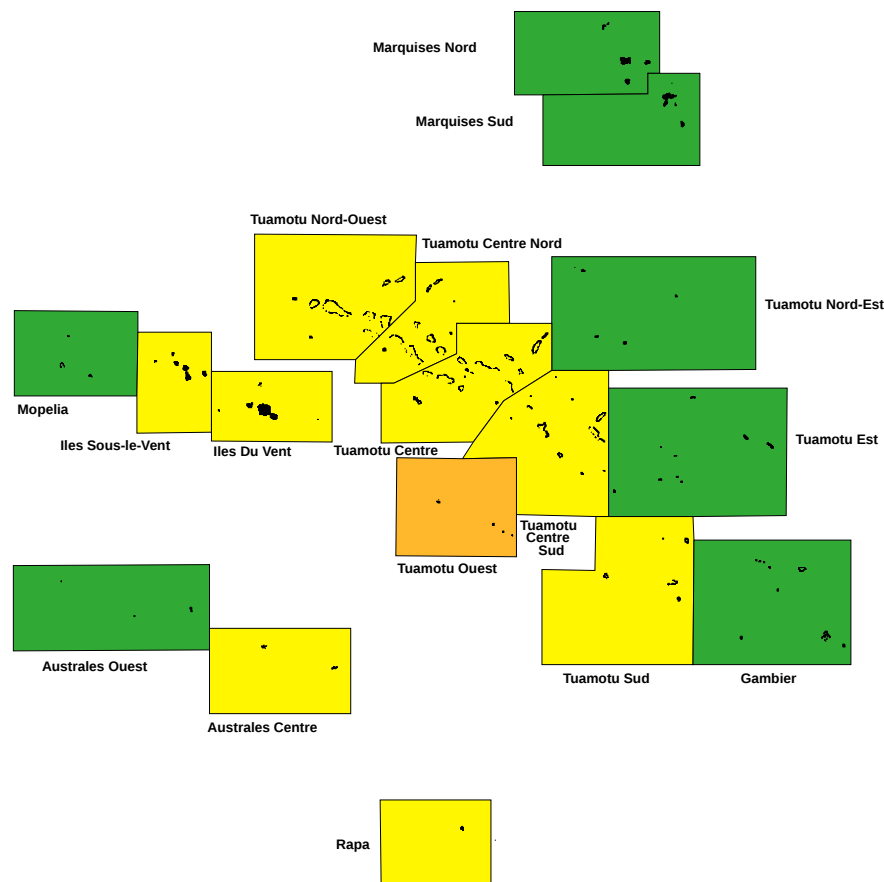 Marquises Nord
Marquises Sud
Tuamotu Nord-Ouest
Tuamotu Centre Nord
Tuamotu Nord-Est
Mopelia
Iles Sous-le-Vent
Iles Du Vent
Tuamotu Centre
Tuamotu Est
Tuamotu
Centre
Sud
Tuamotu Ouest
Australes Ouest
Tuamotu Sud
Gambier
Australes Centre
Rapa